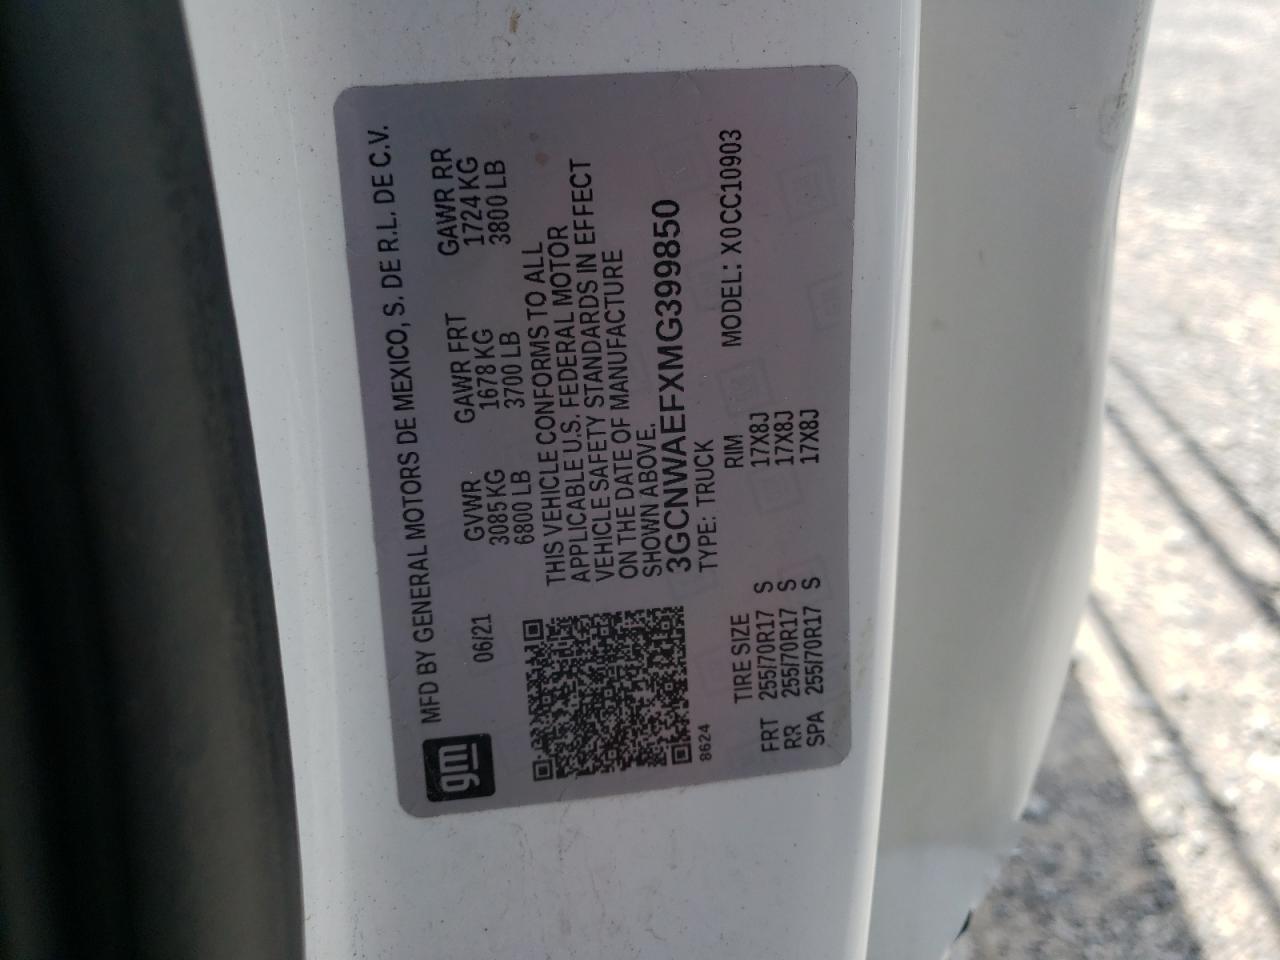 gm MFD BY GENERAL MOTORS DE MEXICO, S. DE R.L. DE C.V.
06/21 GVWR GAWR FRT GAWR RR
3085 KG 1678 KG 1724 KG
6800 LB 3700 LB 3800 LB
THIS VEHICLE CONFORMS TO ALL
APPLICABLE U.S. FEDERAL MOTOR
VEHICLE SAFETY STANDARDS IN EFFECT
ON THE DATE OF MANUFACTURE
SHOWN ABOVE.
3GCNWAEFXMG399850
8624 TYPE: TRUCK MODEL: X0CC10903
TIRE SIZE RIM
FRT 255/70R17 S 17X8J
RR 255/70R17 S 17X8J
SPA 255/70R17 S 17X8J